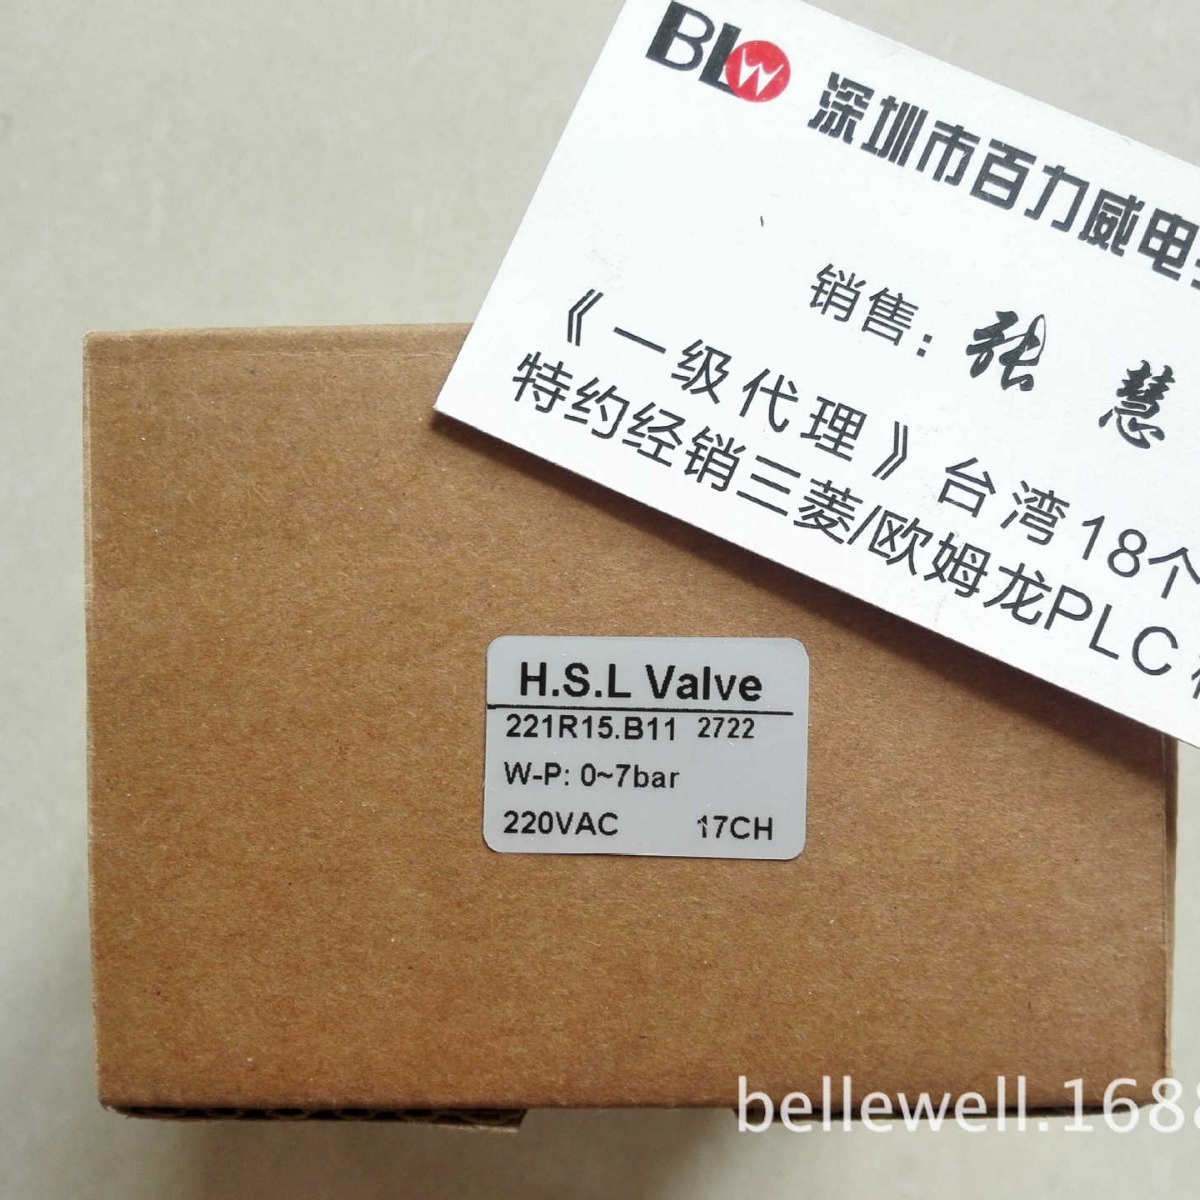 BLW
深圳市百力威电
销售：张 慧
《一级代理》台湾18个
特约经销三菱/欧姆龙PLC
H.S.L Valve
221R15.B11 2722
W-P: 0~7bar
220VAC 17CH
bellewell.1688